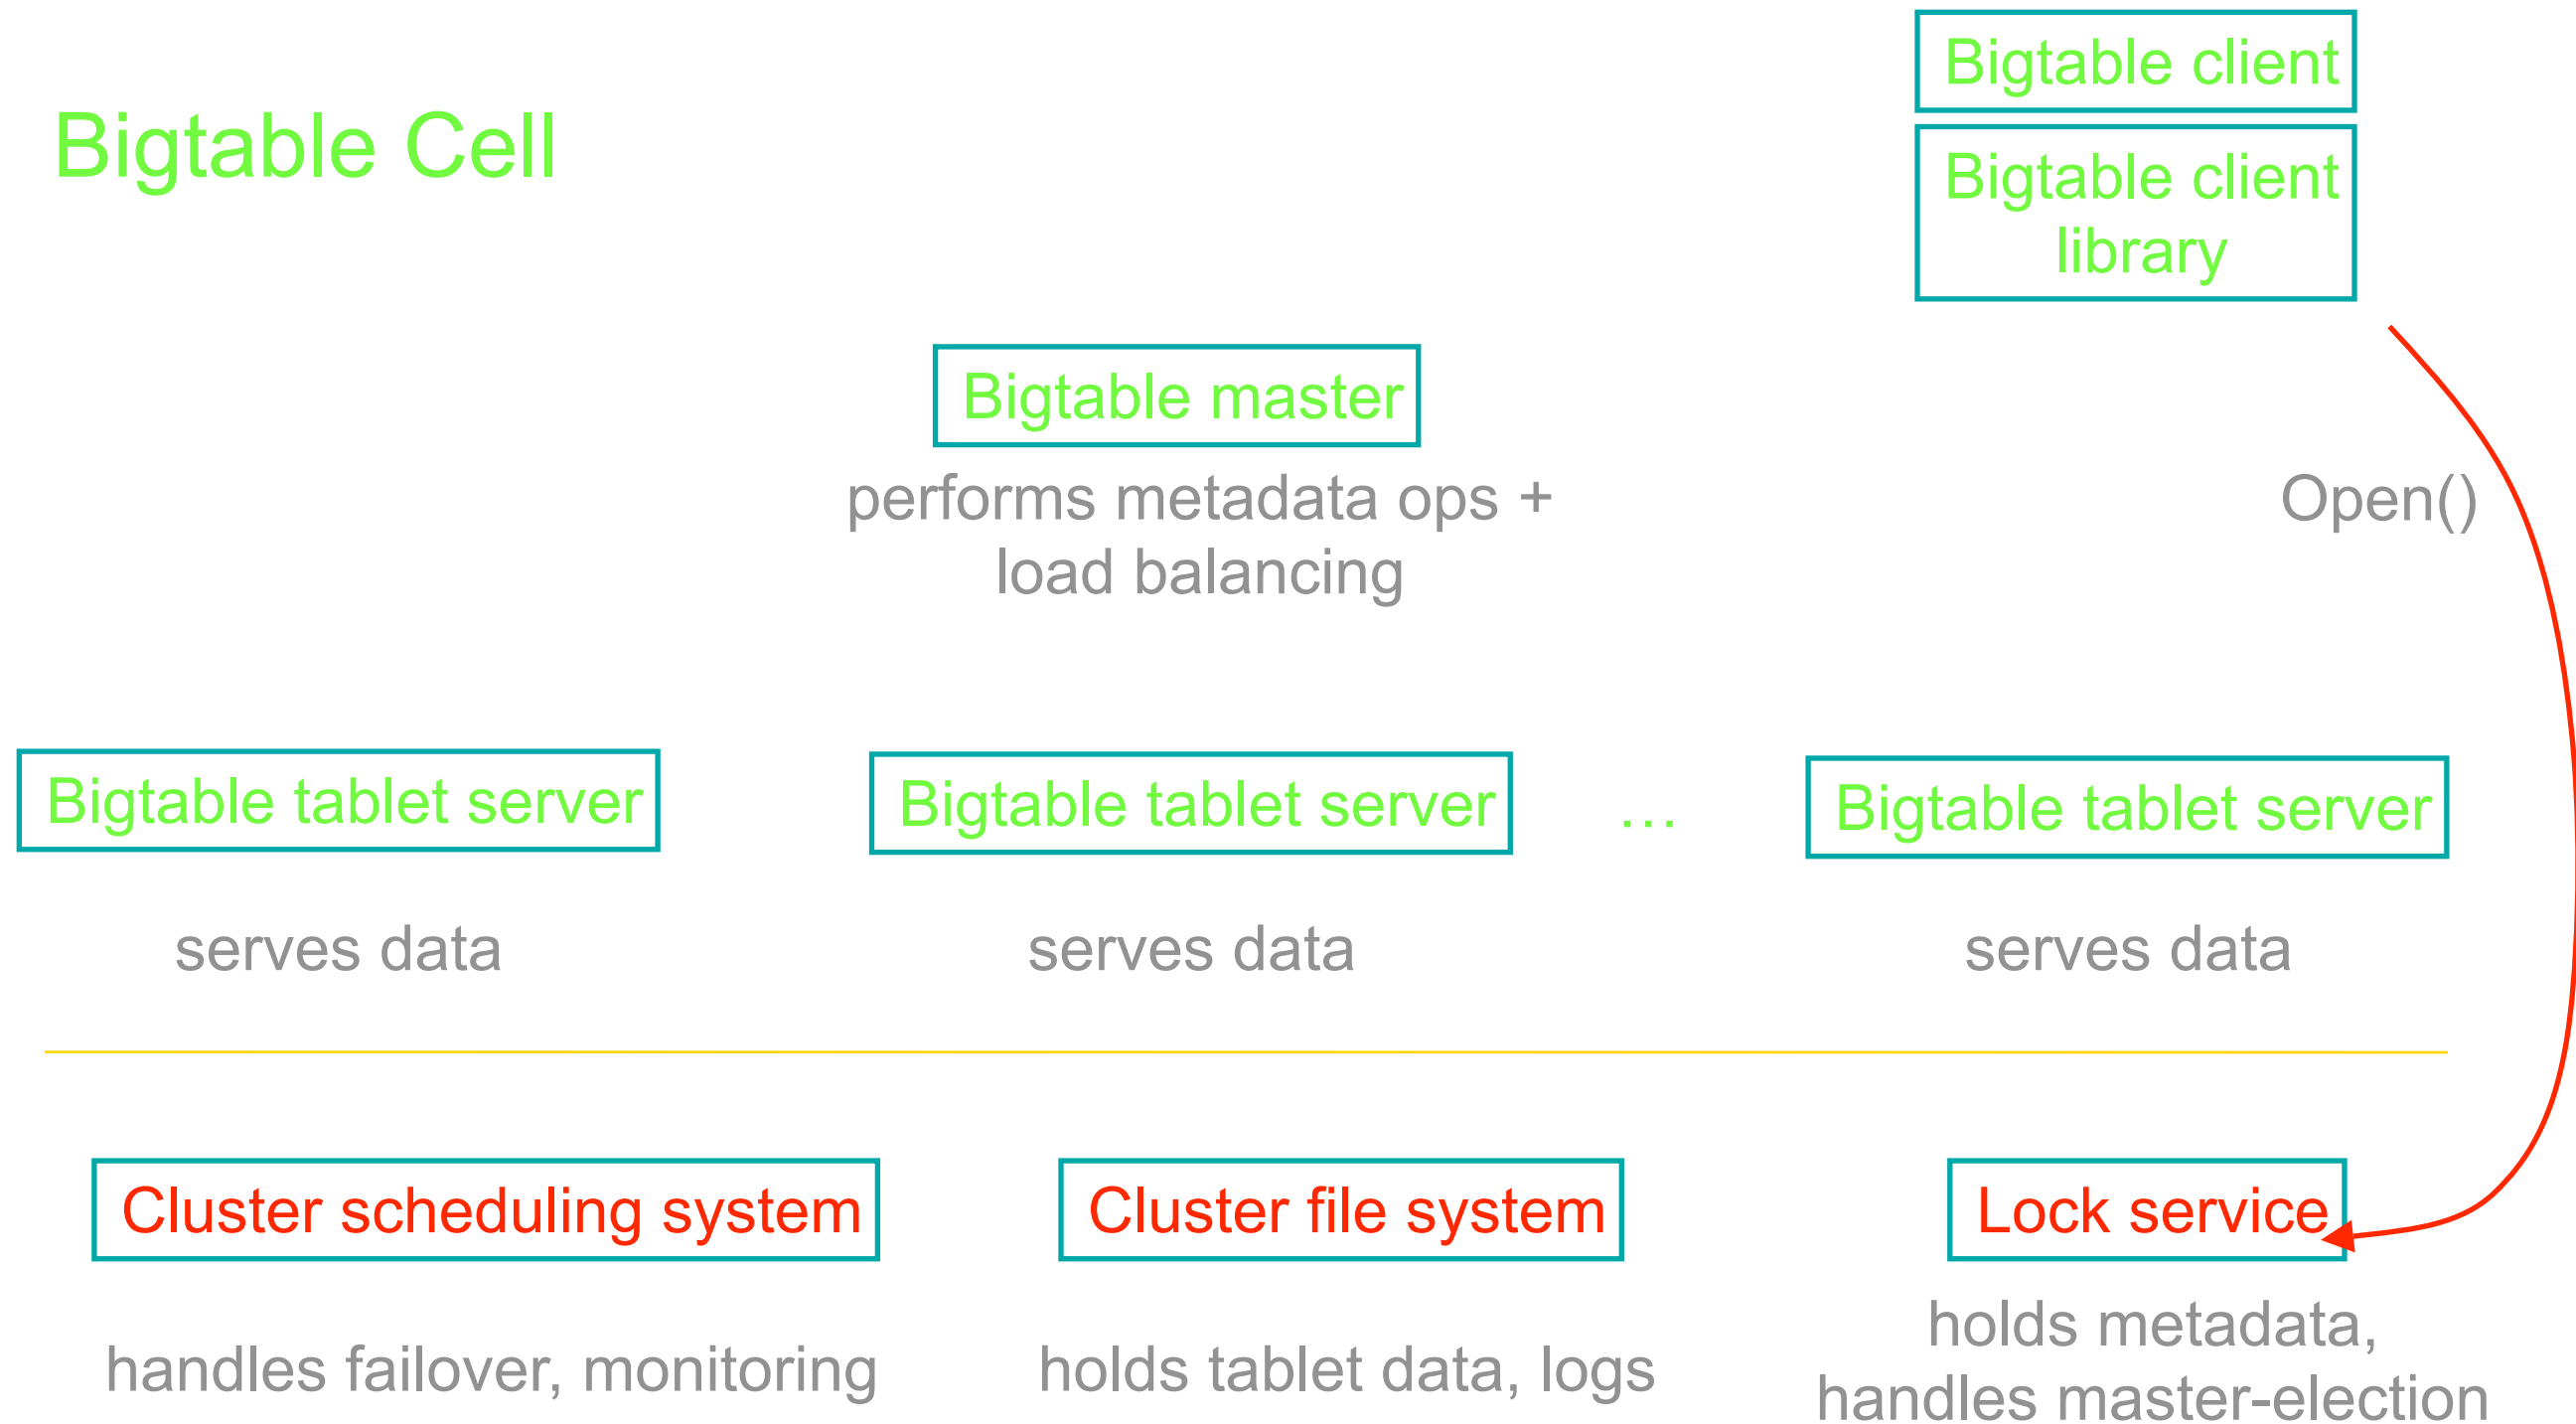 Bigtable Cell
Bigtable client
Bigtable client
library
Bigtable master
performs metadata ops +
load balancing
Open()
Bigtable tablet server
Bigtable tablet server
…
Bigtable tablet server
serves data
serves data
serves data
Cluster scheduling system
Cluster file system
Lock service
handles failover, monitoring
holds tablet data, logs
holds metadata,
handles master-election